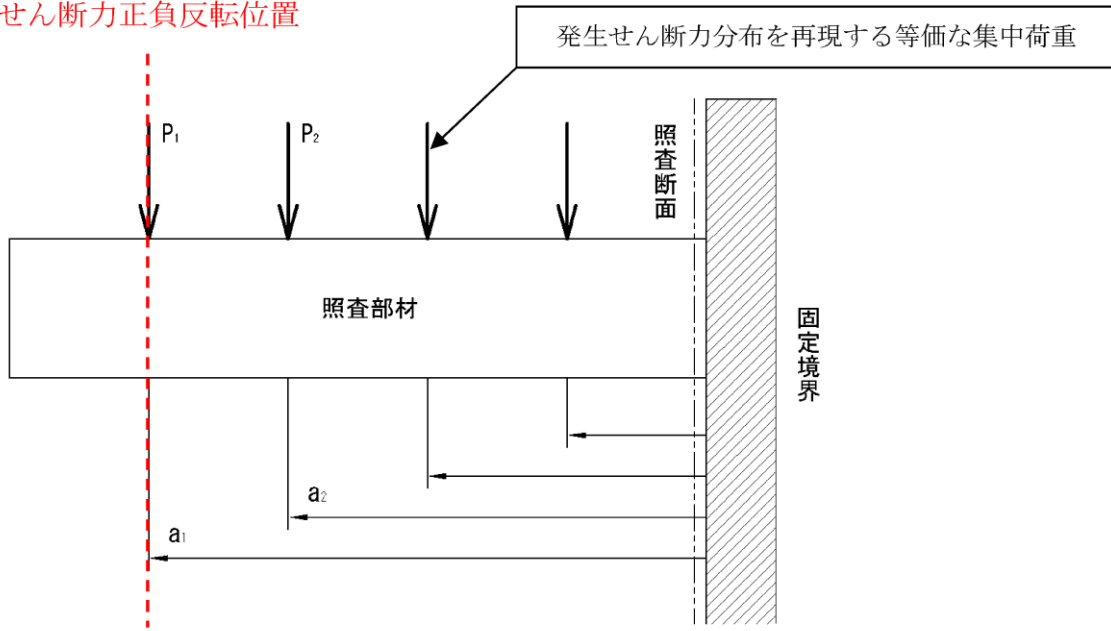 せん断力正負反転位置
発生せん断力分布を再現する等価な集中荷重
P₁
P₂
照査断面
照査部材
固定境界
a₂
a₁